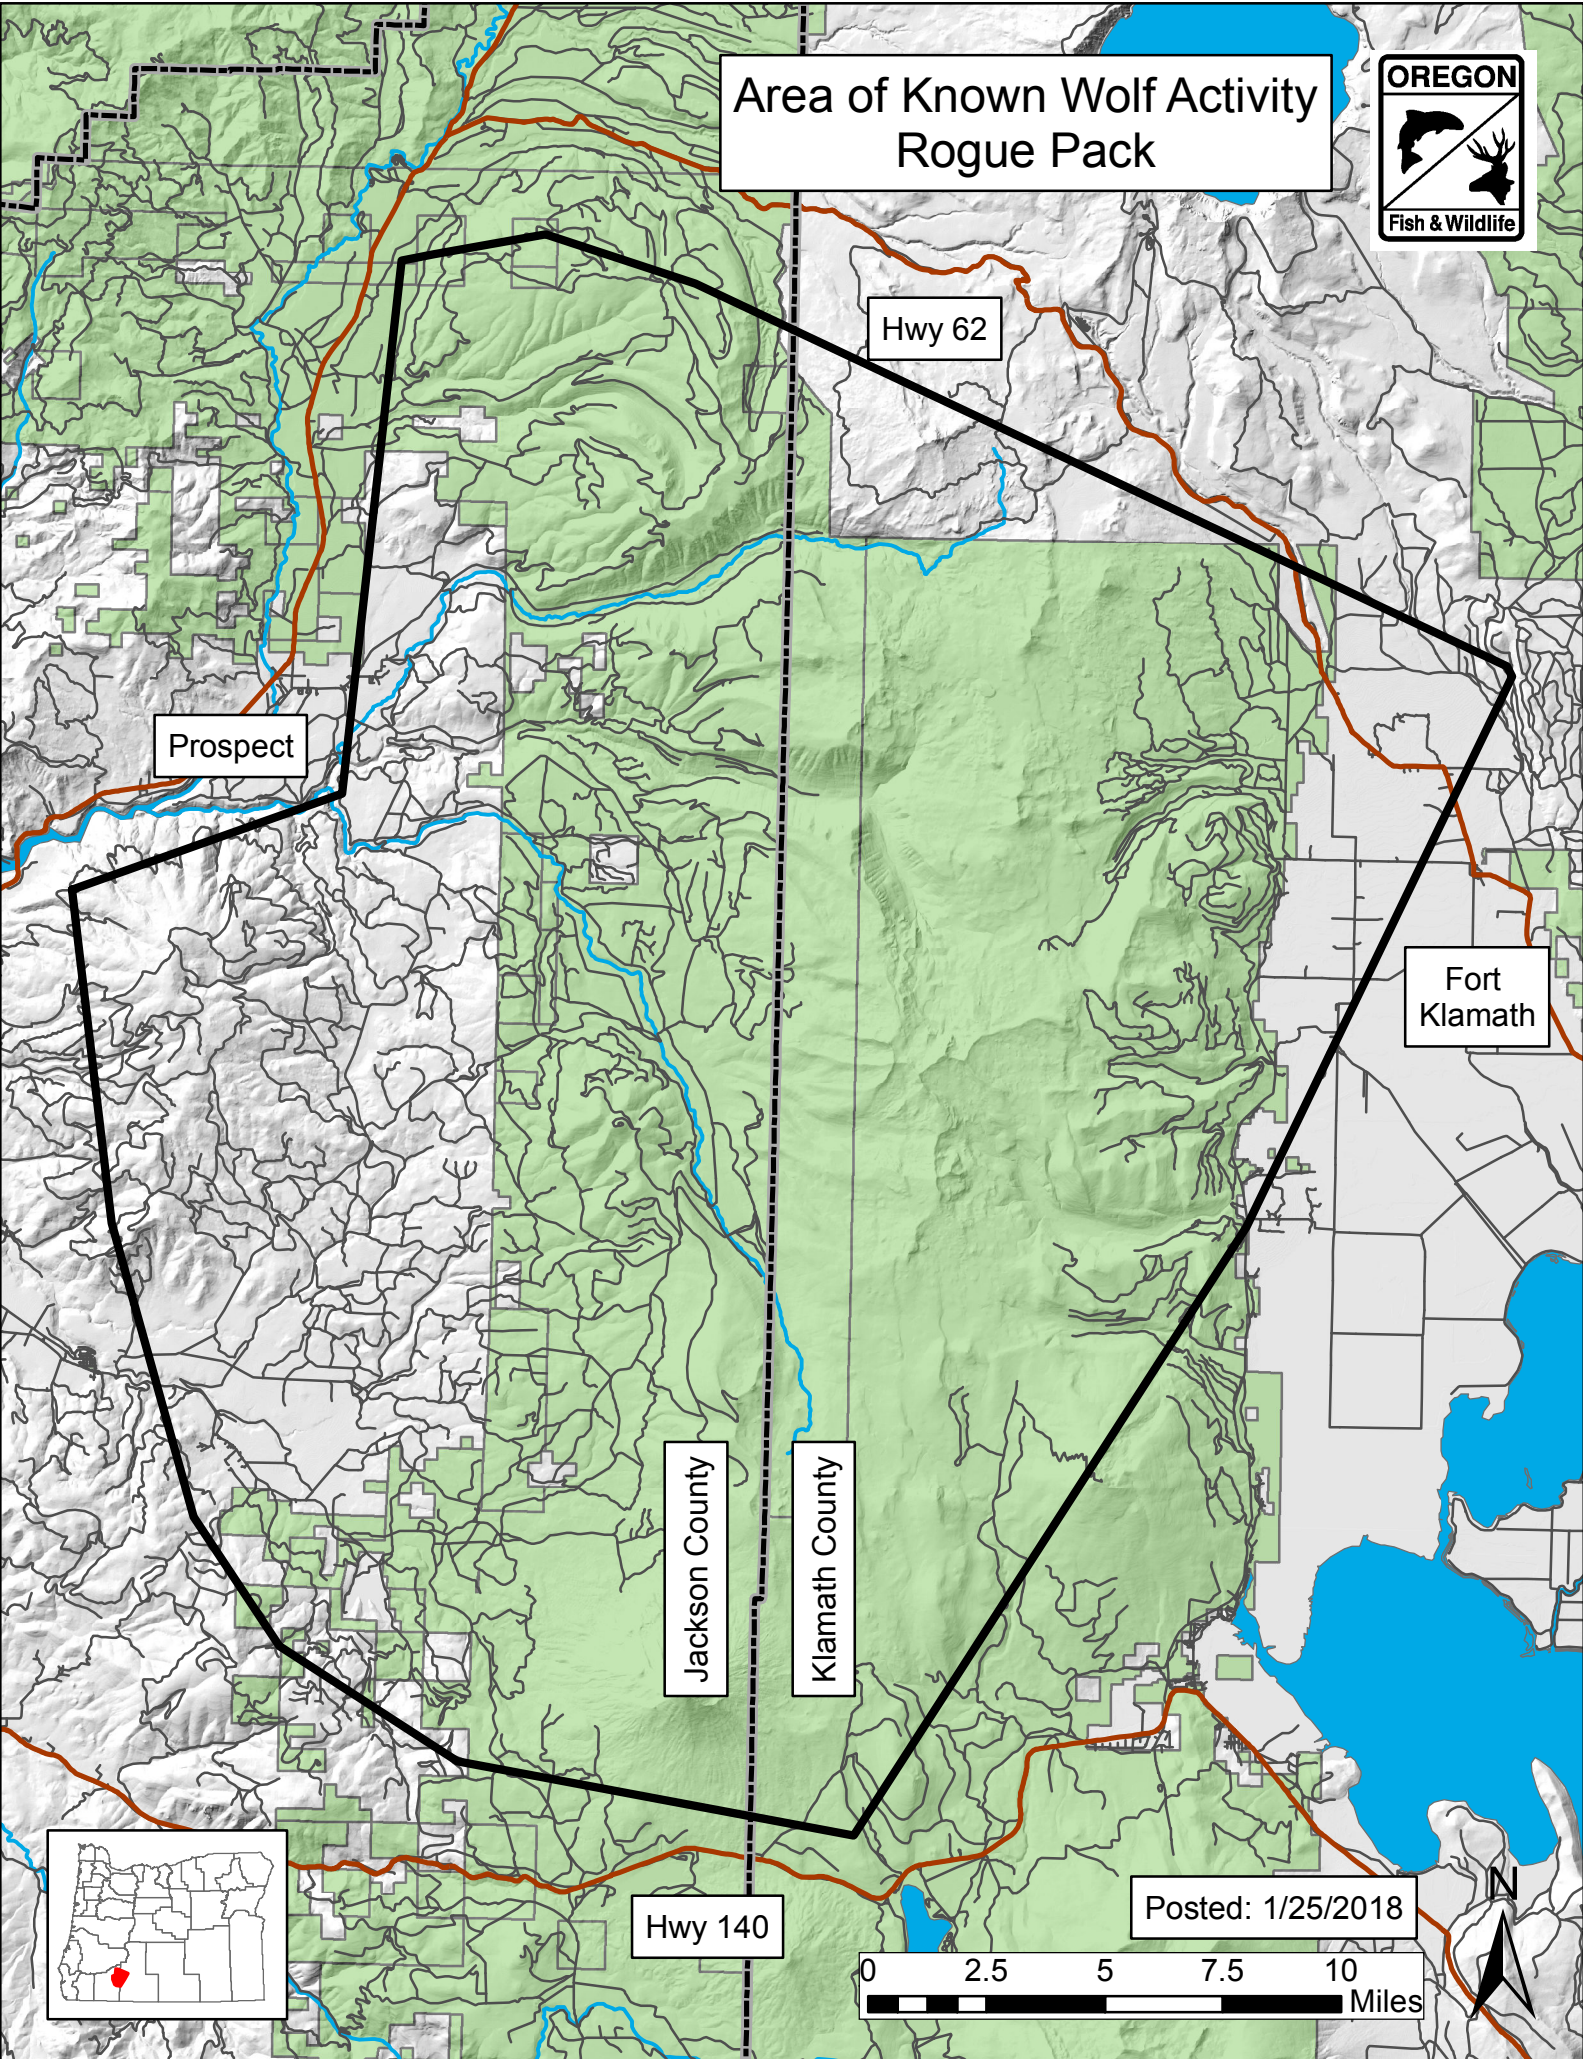 Area of Known Wolf Activity
Rogue Pack
OREGON
Fish & Wildlife
Hwy 62
Prospect
Fort
Klamath
Jackson County
Klamath County
Hwy 140
Posted: 1/25/2018
N
0 2.5 5 7.5 10
Miles